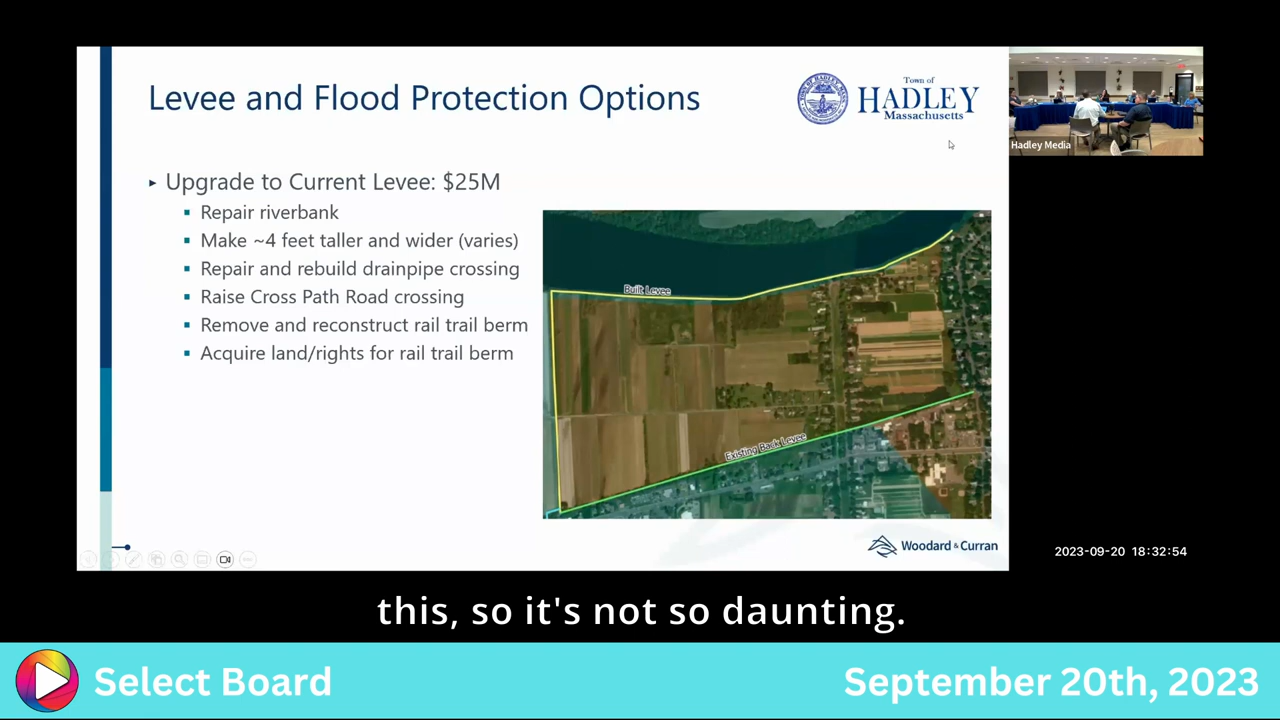 Levee and Flood Protection Options
Town of
HADLEY
Massachusetts
Hadley Media
▸ Upgrade to Current Levee: $25M
▪ Repair riverbank
▪ Make ~4 feet taller and wider (varies)
▪ Repair and rebuild drainpipe crossing
▪ Raise Cross Path Road crossing
▪ Remove and reconstruct rail trail berm
▪ Acquire land/rights for rail trail berm
Built Levee
Existing Back Levee
Woodard & Curran
2023-09-20 18:32:54
this, so it's not so daunting.
Select Board
September 20th, 2023